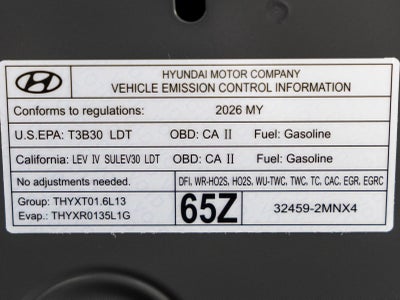 HYUNDAI MOTOR COMPANY
VEHICLE EMISSION CONTROL INFORMATION
Conforms to regulations: 2026 MY
U.S.EPA: T3B30 LDT OBD: CA II Fuel: Gasoline
California: LEV IV SULEV30 LDT OBD: CA II Fuel: Gasoline
No adjustments needed. DFI, WR-HO2S, HO2S, WU-TWC, TWC, TC, CAC, EGR, EGRC
Group: THYXT01.6L13
Evap.: THYXR0135L1G
65Z
32459-2MNX4